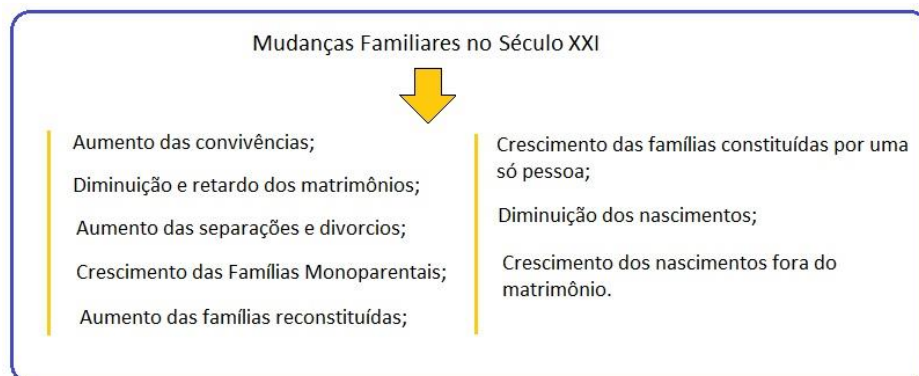 Mudanças Familiares no Século XXI
Aumento das convivências;
Diminuição e retardo dos matrimônios;
Aumento das separações e divorcios;
Crescimento das Famílias Monoparentais;
Aumento das famílias reconstituídas;
Crescimento das famílias constituídas por uma
só pessoa;
Diminuição dos nascimentos;
Crescimento dos nascimentos fora do
matrimônio.